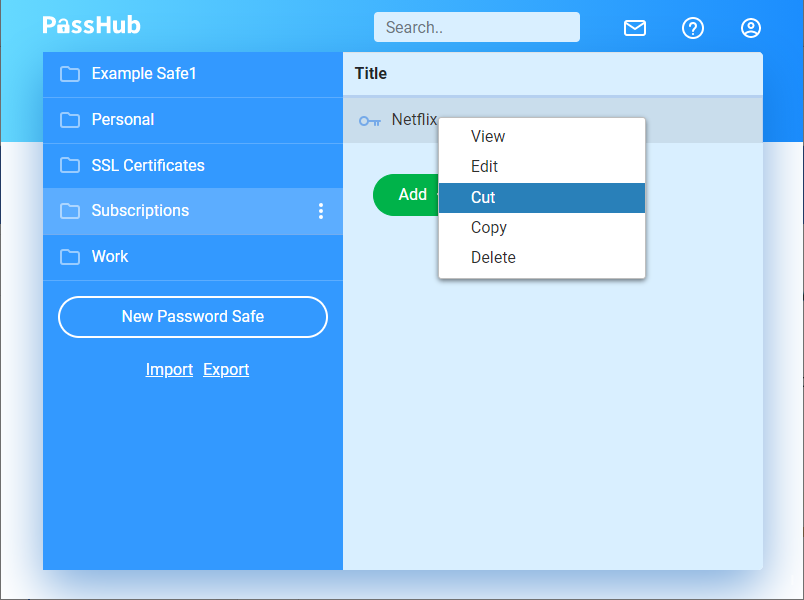 PassHub
Search..
Example Safe1
Personal
SSL Certificates
Subscriptions
Work
New Password Safe
Import Export
Title
Netflix
Add
View
Edit
Cut
Copy
Delete